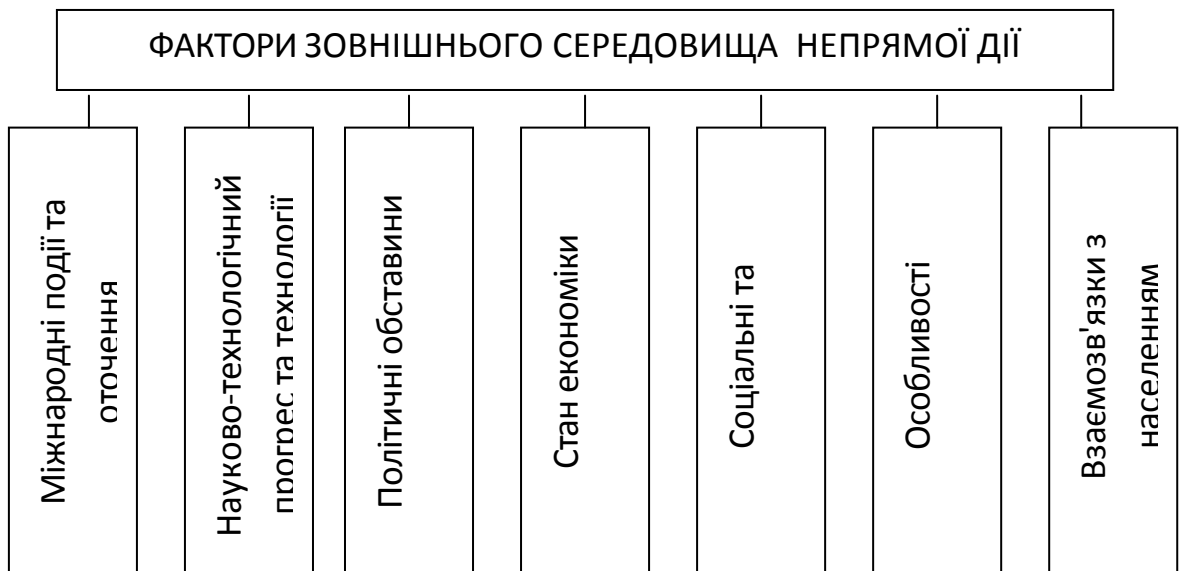 ФАКТОРИ ЗОВНІШНЬОГО СЕРЕДОВИЩА НЕПРЯМОЇ ДІЇ
Міжнародні події та
оточення
Науково-технологічний
прогрес та технології
Політичні обставини
Стан економіки
Соціальні та
Особливості
Взаємозв'язки з
населенням